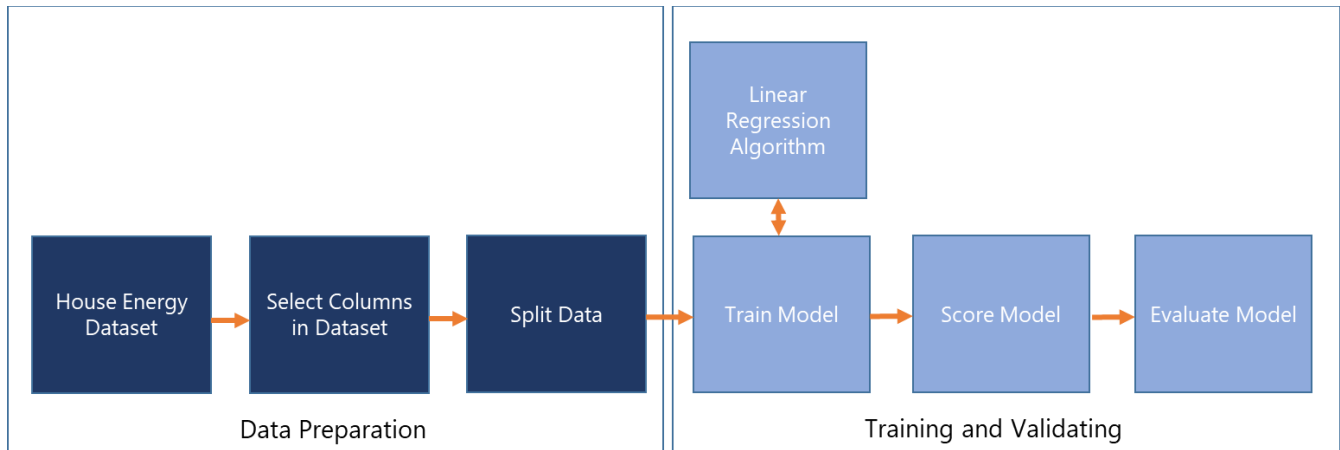 House Energy
Dataset
Select Columns
in Dataset
Split Data
Data Preparation
Linear
Regression
Algorithm
Train Model
Score Model
Evaluate Model
Training and Validating